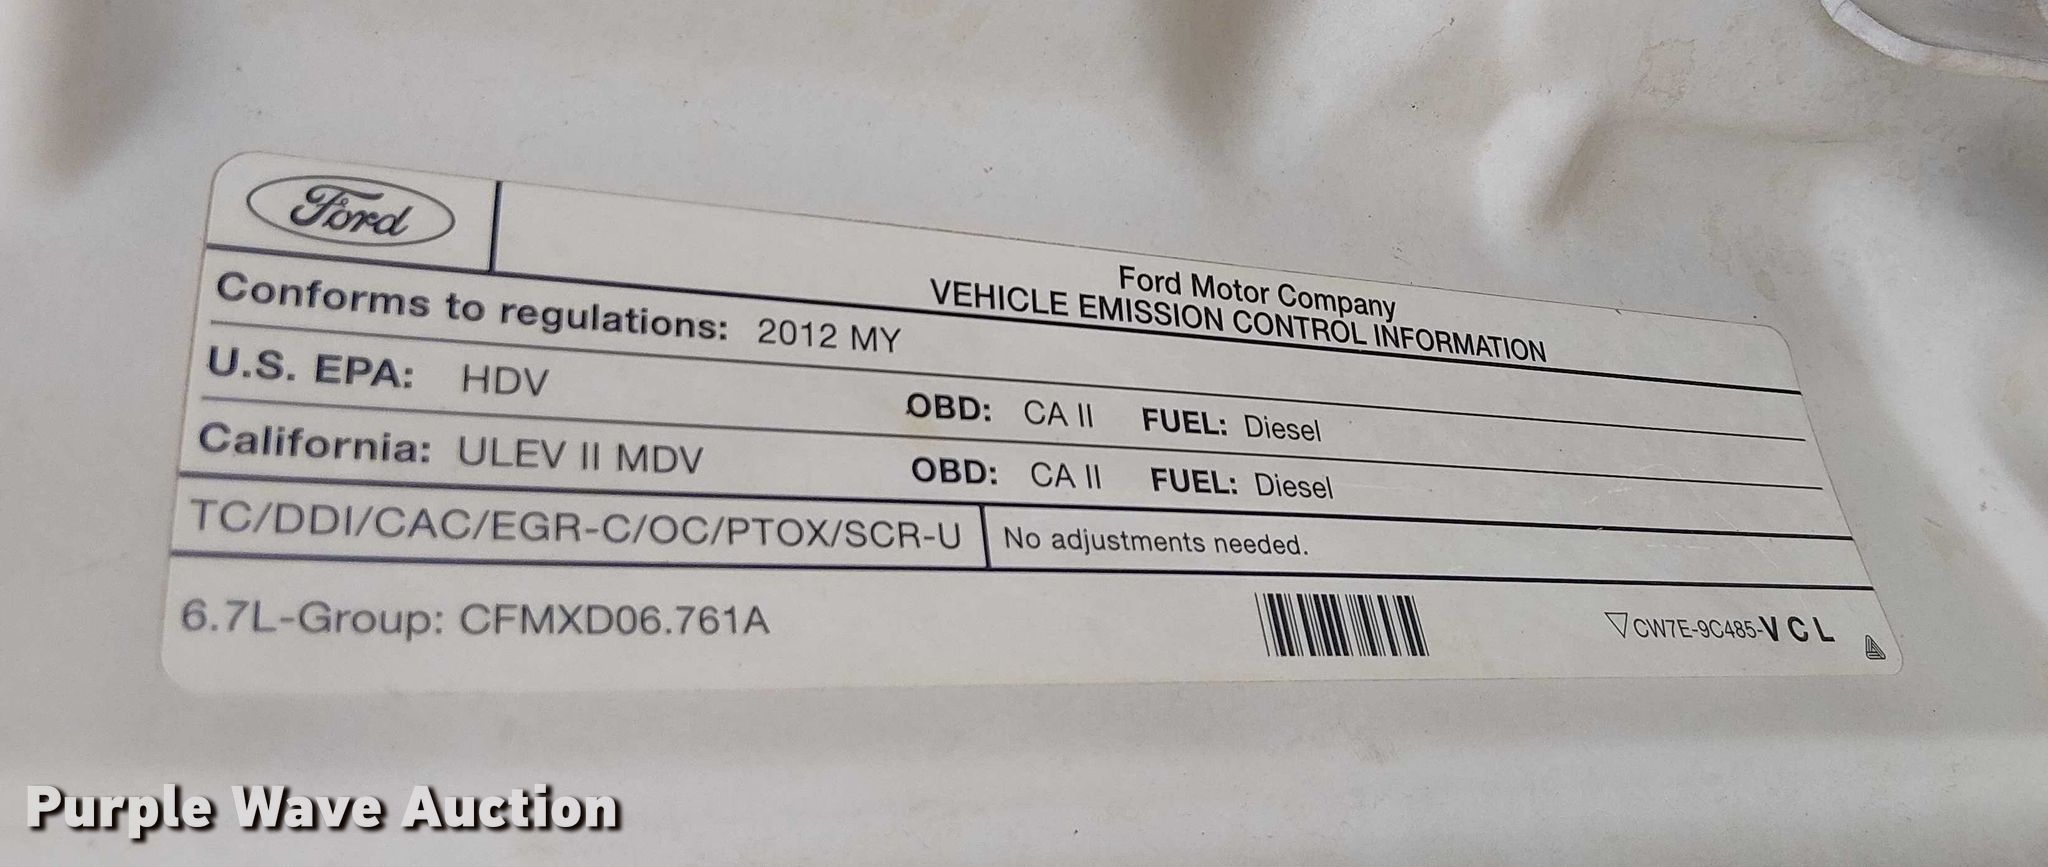 Ford
Ford Motor Company
VEHICLE EMISSION CONTROL INFORMATION
Conforms to regulations: 2012 MY
U.S. EPA: HDV OBD: CA II FUEL: Diesel
California: ULEV II MDV OBD: CA II FUEL: Diesel
TC/DDI/CAC/EGR-C/OC/PTOX/SCR-U No adjustments needed.
6.7L-Group: CFMXD06.761A
CW7E-9C485-VCL
Purple Wave Auction